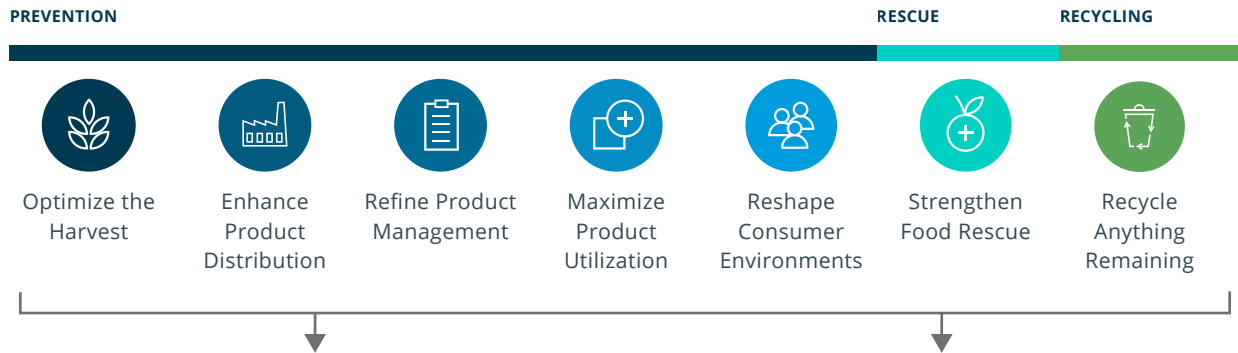 PREVENTION
RESCUE
RECYCLING
Optimize the
Harvest
Enhance
Product
Distribution
Refine Product
Management
Maximize
Product
Utilization
Reshape
Consumer
Environments
Strengthen
Food Rescue
Recycle
Anything
Remaining